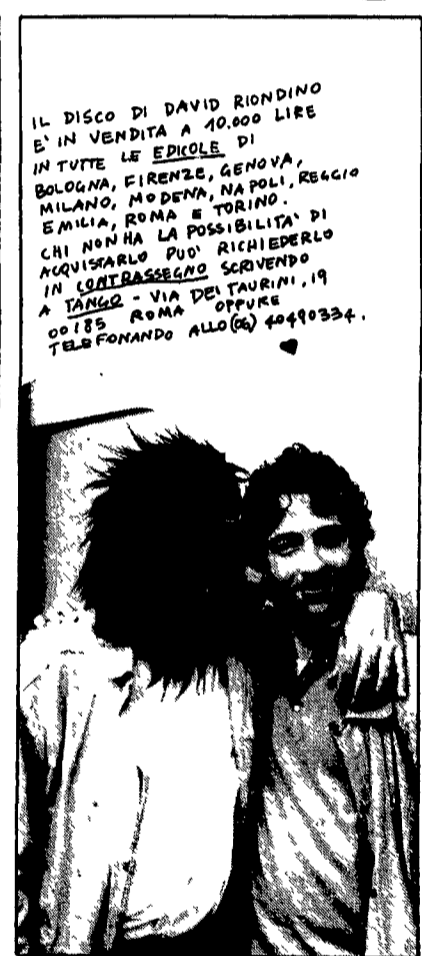 IL DISCO DI DAVID RIONDINO
E' IN VENDITA A 10.000 LIRE
IN TUTTE LE EDICOLE DI
BOLOGNA, FIRENZE, GENOVA,
MILANO, MODENA, NAPOLI, REGGIO
EMILIA, ROMA E TORINO.
CHI NON HA LA POSSIBILITA' DI
ACQUISTARLO PUO' RICHIEDERLO
IN CONTRASSEGNO SCRIVENDO
A TANGO - VIA DEI TAURINI, 19
00185 ROMA OPPURE
TELEFONANDO ALLO (06) 40490334.